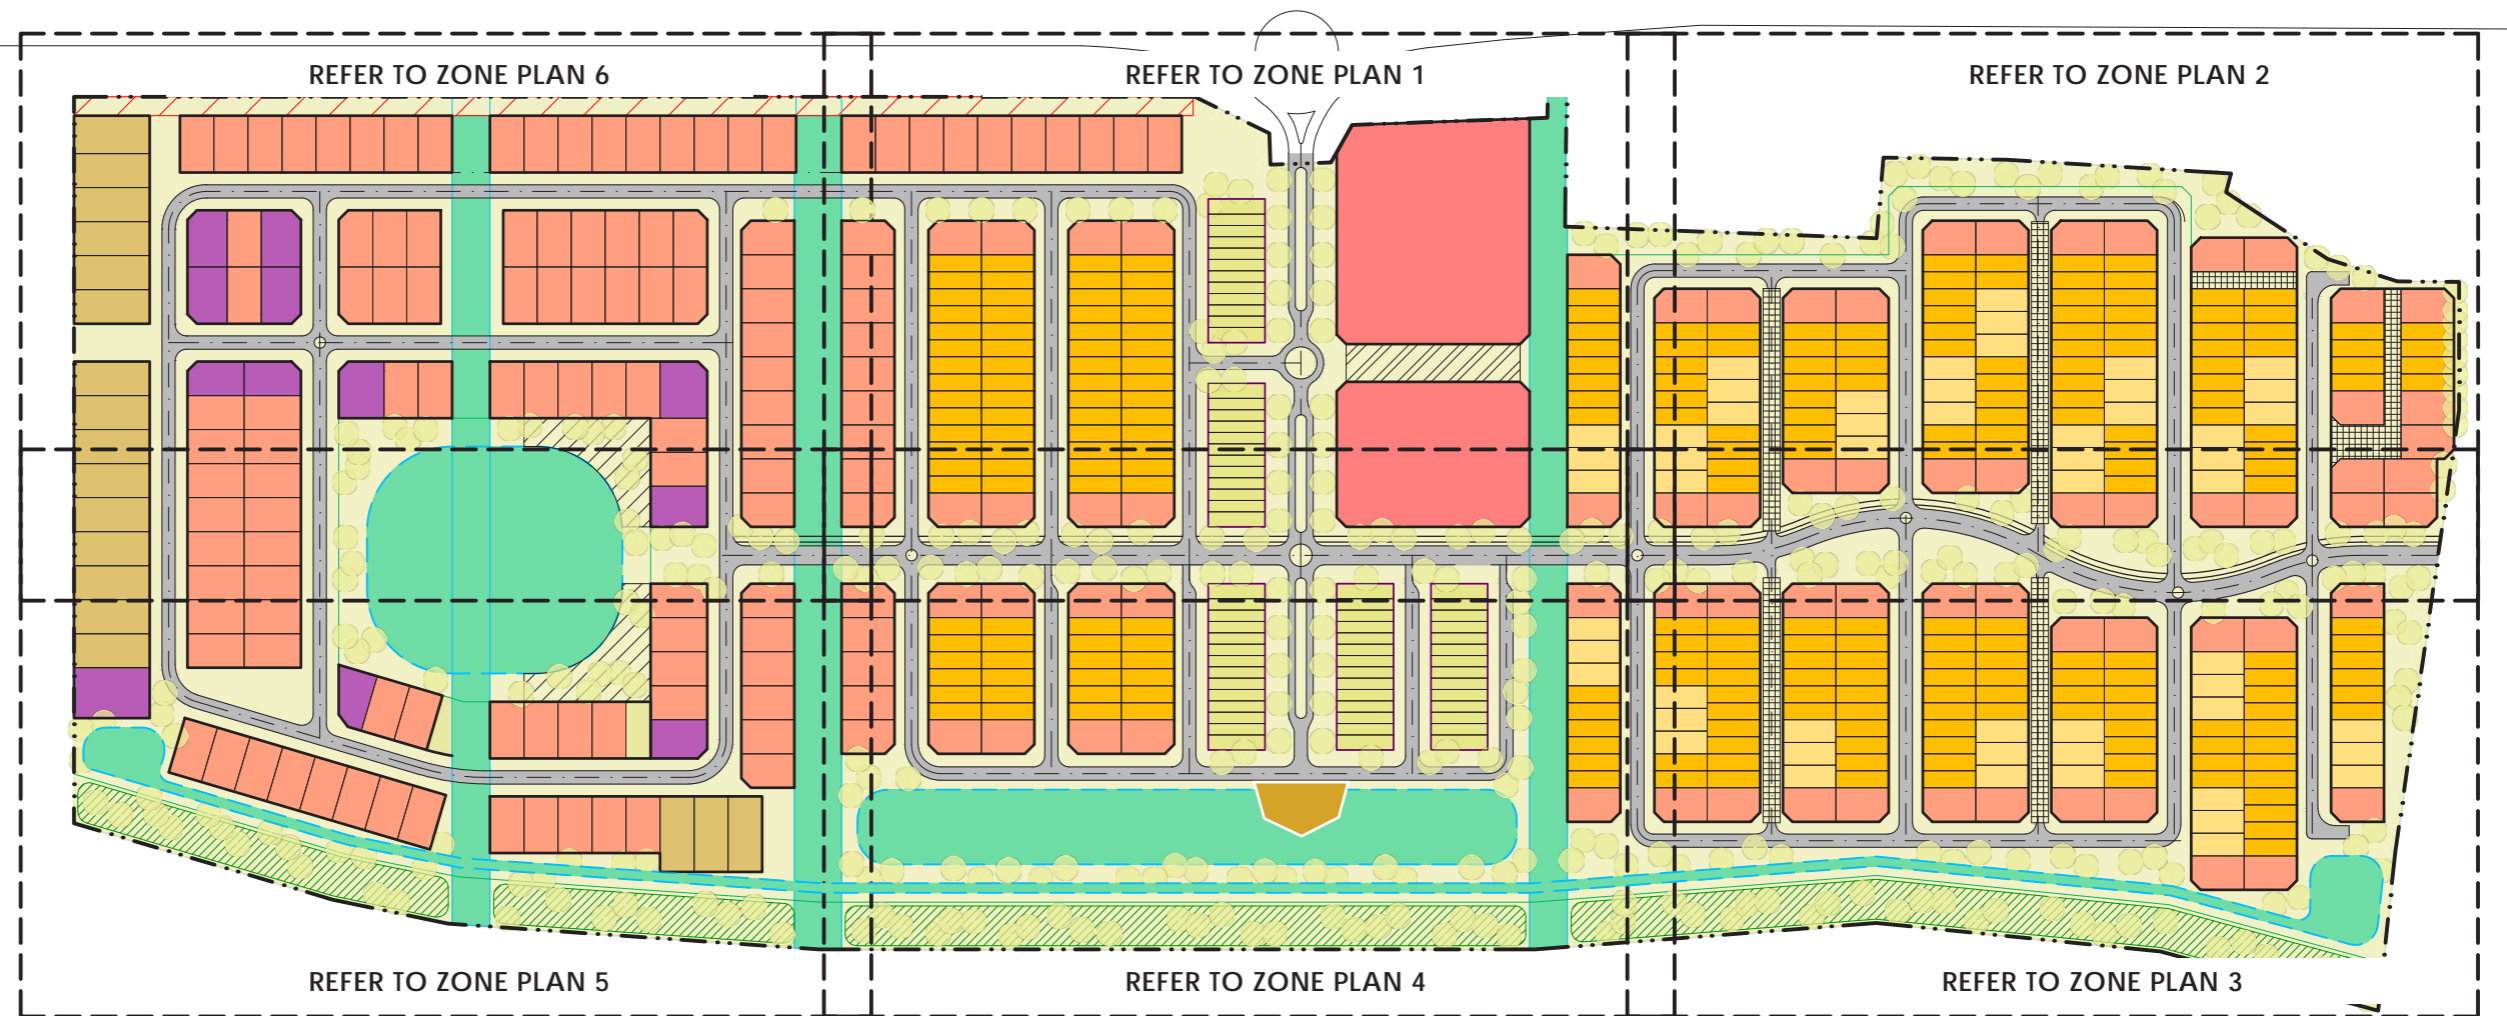 REFER TO ZONE PLAN 6
REFER TO ZONE PLAN 1
REFER TO ZONE PLAN 2
REFER TO ZONE PLAN 5
REFER TO ZONE PLAN 4
REFER TO ZONE PLAN 3